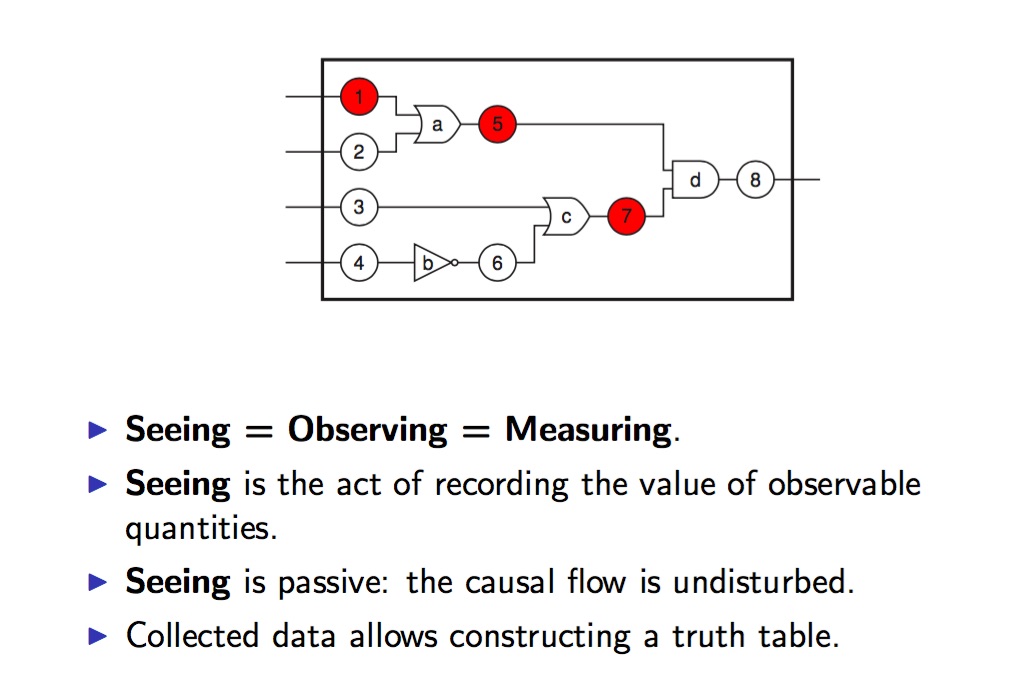 1
a
5
2
d
8
3
c
7
4
b
6
Seeing = Observing = Measuring.
Seeing is the act of recording the value of observable
quantities.
Seeing is passive: the causal flow is undisturbed.
Collected data allows constructing a truth table.